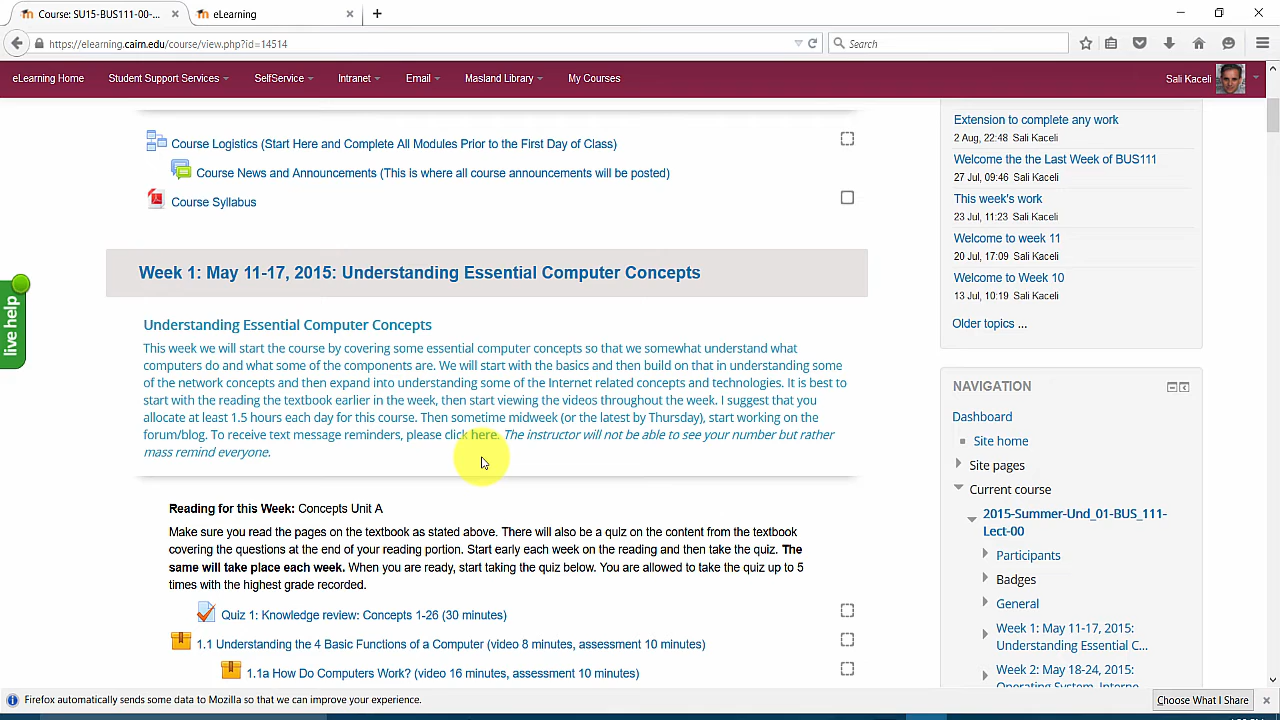 Course: SU15-BUS111-00-...
eLearning
https://elearning.caim.edu/course/view.php?id=14514
Search
eLearning Home
Student Support Services
SelfService
Intranet
Email
Masland Library
My Courses
Sali Kaceli
Course Logistics (Start Here and Complete All Modules Prior to the First Day of Class)
Course News and Announcements (This is where all course announcements will be posted)
Course Syllabus
Week 1: May 11-17, 2015: Understanding Essential Computer Concepts
live help
Understanding Essential Computer Concepts
This week we will start the course by covering some essential computer concepts so that we somewhat understand what
computers do and what some of the components are. We will start with the basics and then build on that in understanding some
of the network concepts and then expand into understanding some of the Internet related concepts and technologies. It is best to
start with the reading the textbook earlier in the week, then start viewing the videos throughout the week. I suggest that you
allocate at least 1.5 hours each day for this course. Then sometime midweek (or the latest by Thursday), start working on the
forum/blog. To receive text message reminders, please click here. The instructor will not be able to see your number but rather
mass remind everyone.
Reading for this Week: Concepts Unit A
Make sure you read the pages on the textbook as stated above. There will also be a quiz on the content from the textbook
covering the questions at the end of your reading portion. Start early each week on the reading and then take the quiz. The
same will take place each week. When you are ready, start taking the quiz below. You are allowed to take the quiz up to 5
times with the highest grade recorded.
Quiz 1: Knowledge review: Concepts 1-26 (30 minutes)
1.1 Understanding the 4 Basic Functions of a Computer (video 8 minutes, assessment 10 minutes)
1.1a How Do Computers Work? (video 16 minutes, assessment 10 minutes)
Extension to complete any work
2 Aug, 22:48 Sali Kaceli
Welcome the the Last Week of BUS111
27 Jul, 09:46 Sali Kaceli
This week's work
23 Jul, 11:23 Sali Kaceli
Welcome to week 11
20 Jul, 17:09 Sali Kaceli
Welcome to Week 10
13 Jul, 10:19 Sali Kaceli
Older topics ...
NAVIGATION
Dashboard
Site home
Site pages
Current course
2015-Summer-Und_01-BUS_111-
Lect-00
Participants
Badges
General
Week 1: May 11-17, 2015:
Understanding Essential C...
Week 2: May 18-24, 2015:
Operating System, Interne
Firefox automatically sends some data to Mozilla so that we can improve your experience.
Choose What I Share